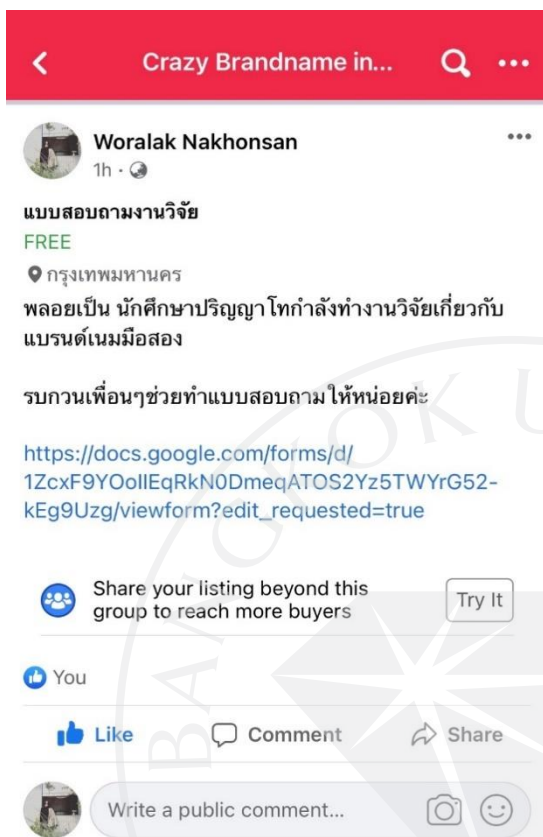 Crazy Brandname in...
Woralak Nakhonsan
1h
แบบสอบถามงานวิจัย
FREE
กรุงเทพมหานคร
พลอยเป็น นักศึกษาปริญญาโทกำลังทำงานวิจัยเกี่ยวกับ
แบรนด์เนมมือสอง
รบกวนเพื่อนๆช่วยทำแบบสอบถามให้หน่อยค่ะ
https://docs.google.com/forms/d/
1ZcxF9YOoIlEqRkN0DmeqATOS2Yz5TWYrG52-
kEg9Uzg/viewform?edit_requested=true
Share your listing beyond this
group to reach more buyers
Try It
You
Like
Comment
Share
Write a public comment...
BANGKOK U